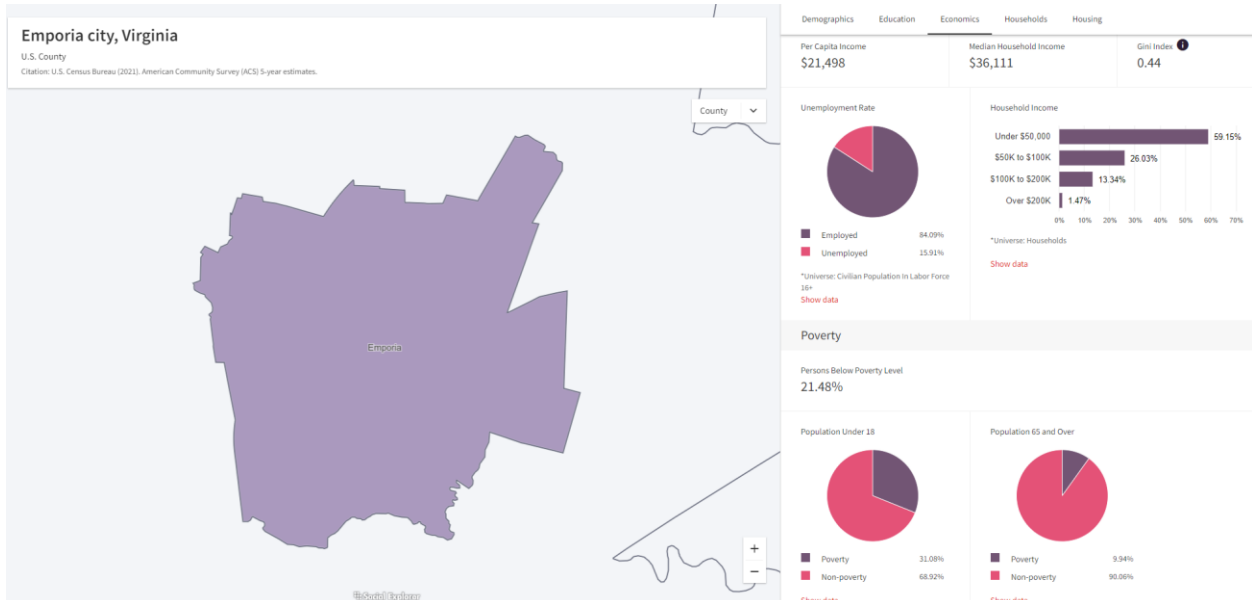 Emporia city, Virginia
U.S. County
Citation: U.S. Census Bureau (2021). American Community Survey (ACS) 5-year estimates.
County
Emporia
Social Explorer
+
−
Demographics Education Economics Households Housing
Per Capita Income
$21,498
Median Household Income
$36,111
Gini Index i
0.44
Unemployment Rate
Employed 84.09%
Unemployed 15.91%
*Universe: Civilian Population In Labor Force
16+
Show data
Household Income
Under $50,000 59.15%
$50K to $100K 26.03%
$100K to $200K 13.34%
Over $200K 1.47%
0% 10% 20% 30% 40% 50% 60% 70%
*Universe: Households
Show data
Poverty
Persons Below Poverty Level
21.48%
Population Under 18
Poverty 31.08%
Non-poverty 68.92%
Show data
Population 65 and Over
Poverty 9.94%
Non-poverty 90.06%
Show data